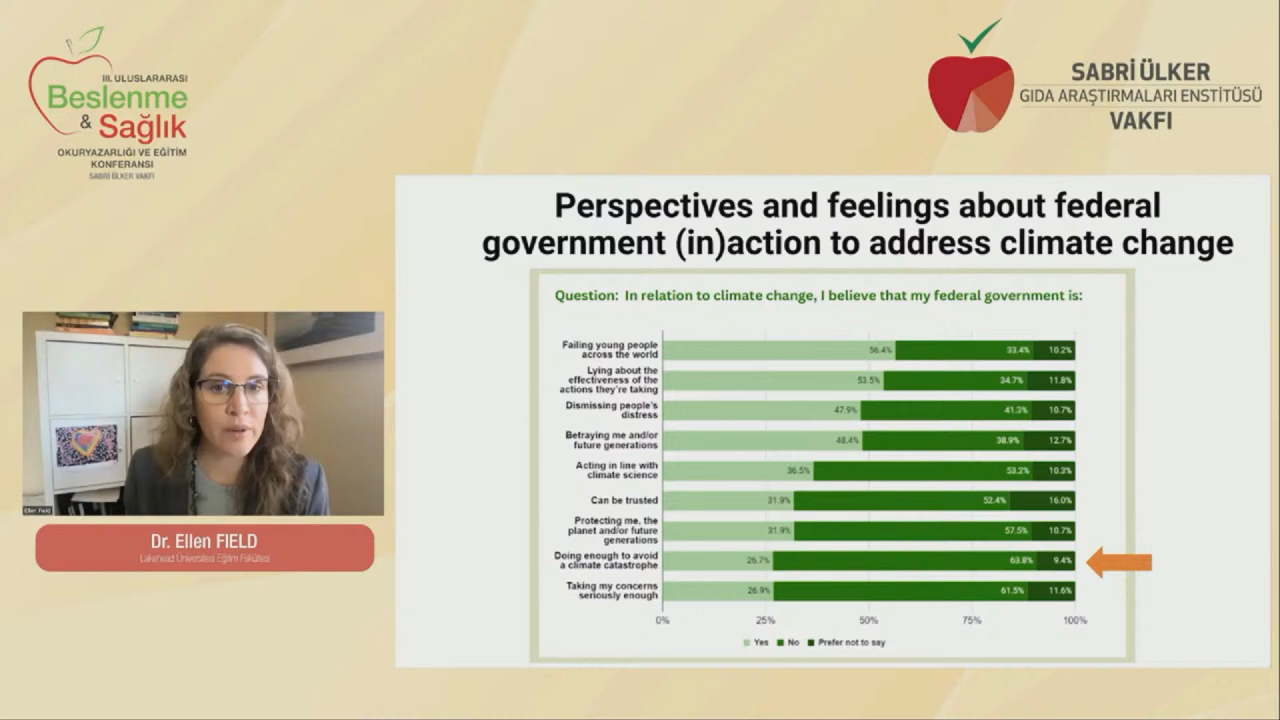 III. ULUSLARARASI
Beslenme
& Sağlık
OKURYAZARLIĞI VE EĞİTİM
KONFERANSI
SABRİ ÜLKER VAKFI
SABRİ ÜLKER
GIDA ARAŞTIRMALARI ENSTİTÜSÜ
VAKFI
Perspectives and feelings about federal
government (in)action to address climate change
Question: In relation to climate change, I believe that my federal government is:
Failing young people
across the world
56.4% 33.4% 10.2%
Lying about the
effectiveness of the
actions they're taking
53.5% 34.7% 11.8%
Dismissing people's
distress
47.9% 41.3% 10.7%
Betraying me and/or
future generations
48.4% 38.9% 12.7%
Acting in line with
climate science
36.5% 53.2% 10.3%
Can be trusted
31.9% 52.4% 16.0%
Protecting me, the
planet and/or future
generations
31.9% 57.5% 10.7%
Doing enough to avoid
a climate catastrophe
26.7% 63.8% 9.4%
Taking my concerns
seriously enough
26.9% 61.5% 11.6%
0% 25% 50% 75% 100%
Yes No Prefer not to say
Ellen Field
Dr. Ellen FIELD
Lakehead Üniversitesi Eğitim Fakültesi